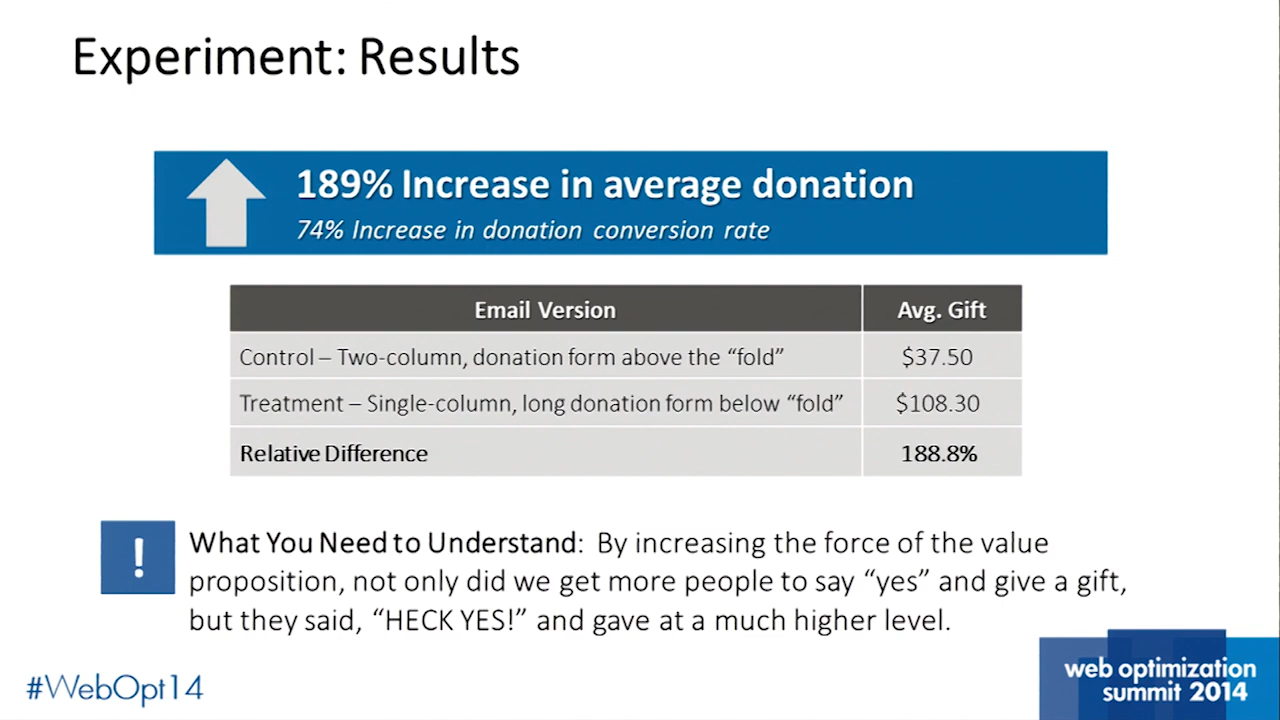 Experiment: Results
189% Increase in average donation
74% Increase in donation conversion rate
Email Version Avg. Gift
Control – Two-column, donation form above the “fold” $37.50
Treatment – Single-column, long donation form below “fold” $108.30
Relative Difference 188.8%
! What You Need to Understand: By increasing the force of the value
proposition, not only did we get more people to say “yes” and give a gift,
but they said, “HECK YES!” and gave at a much higher level.
#WebOpt14
web optimization
summit 2014